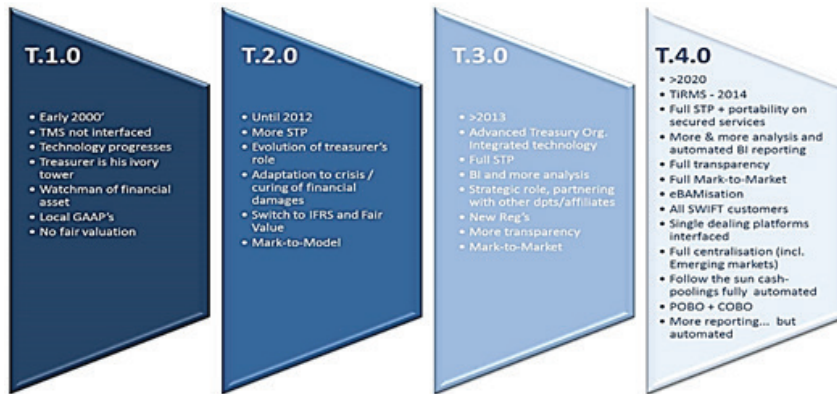 T.1.0
• Early 2000'
• TMS not interfaced
• Technology progresses
• Treasurer is his ivory
tower
• Watchman of financial
asset
• Local GAAP's
• No fair valuation
T.2.0
• Until 2012
• More STP
• Evolution of treasurer's
role
• Adaptation to crisis /
curing of financial
damages
• Switch to IFRS and Fair
Value
• Mark-to-Model
T.3.0
• >2013
• Advanced Treasury Org.
Integrated technology
• Full STP
• BI and more analysis
• Strategic role, partnering
with other dpts/affiliates
• New Reg's
• More transparency
• Mark-to-Market
T.4.0
• >2020
• TiRMS - 2014
• Full STP + portability on
secured services
• More & more analysis and
automated BI reporting
• Full transparency
• Full Mark-to-Market
• eBAMisation
• All SWIFT customers
• Single dealing platforms
interfaced
• Full centralisation (incl.
Emerging markets)
• Follow the sun cash-
poolings fully automated
• POBO + COBO
• More reporting... but
automated